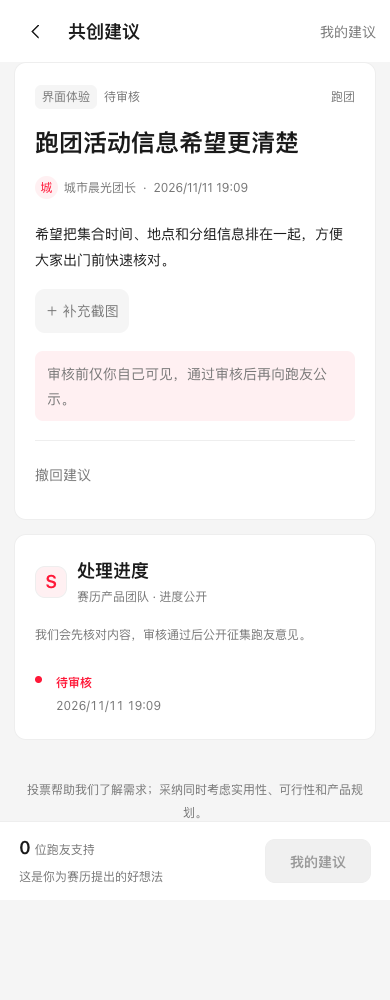 共创建议
我的建议
界面体验 待审核 跑团
跑团活动信息希望更清楚
城 城市晨光团长 · 2026/11/11 19:09
希望把集合时间、地点和分组信息排在一起，方便
大家出门前快速核对。
+ 补充截图
审核前仅你自己可见，通过审核后再向跑友公
示。
撤回建议
S 处理进度
赛历产品团队 · 进度公开
我们会先核对内容，审核通过后公开征集跑友意见。
待审核
2026/11/11 19:09
投票帮助我们了解需求；采纳同时考虑实用性、可行性和产品规
划。
0 位跑友支持
这是你为赛历提出的好想法
我的建议